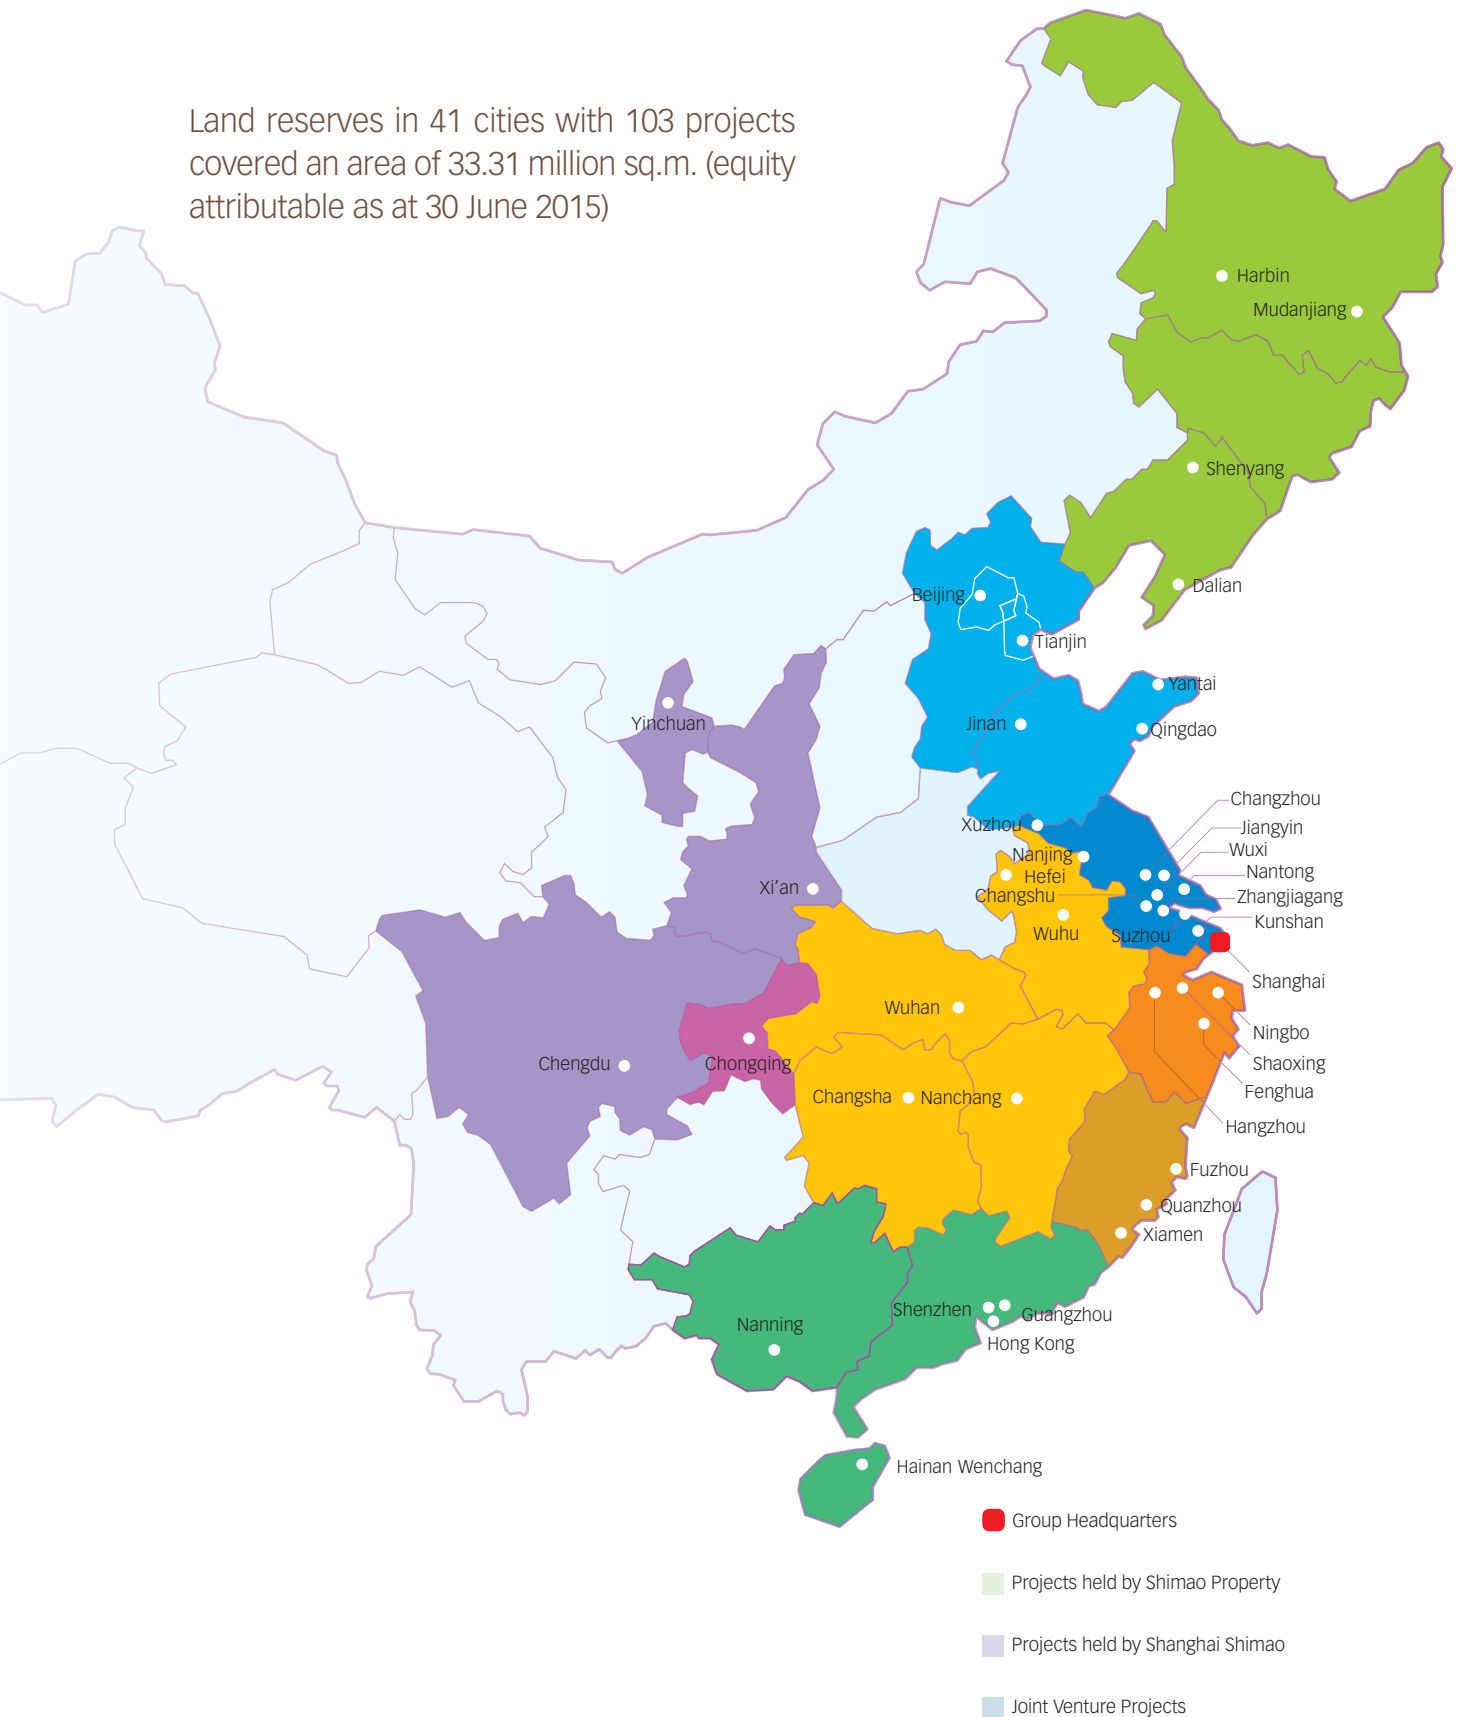 Land reserves in 41 cities with 103 projects
covered an area of 33.31 million sq.m. (equity
attributable as at 30 June 2015)
Harbin
Mudanjiang
Shenyang
Dalian
Beijing
Tianjin
Yantai
Yinchuan
Jinan
Qingdao
Changzhou
Xuzhou
Jiangyin
Wuxi
Nanjing
Nantong
Hefei
Xi'an
Changshu
Zhangjiagang
Kunshan
Wuhu
Suzhou
Shanghai
Wuhan
Ningbo
Chengdu
Chongqing
Shaoxing
Fenghua
Changsha
Nanchang
Hangzhou
Fuzhou
Quanzhou
Xiamen
Shenzhen
Guangzhou
Nanning
Hong Kong
Hainan Wenchang
Group Headquarters
Projects held by Shimao Property
Projects held by Shanghai Shimao
Joint Venture Projects